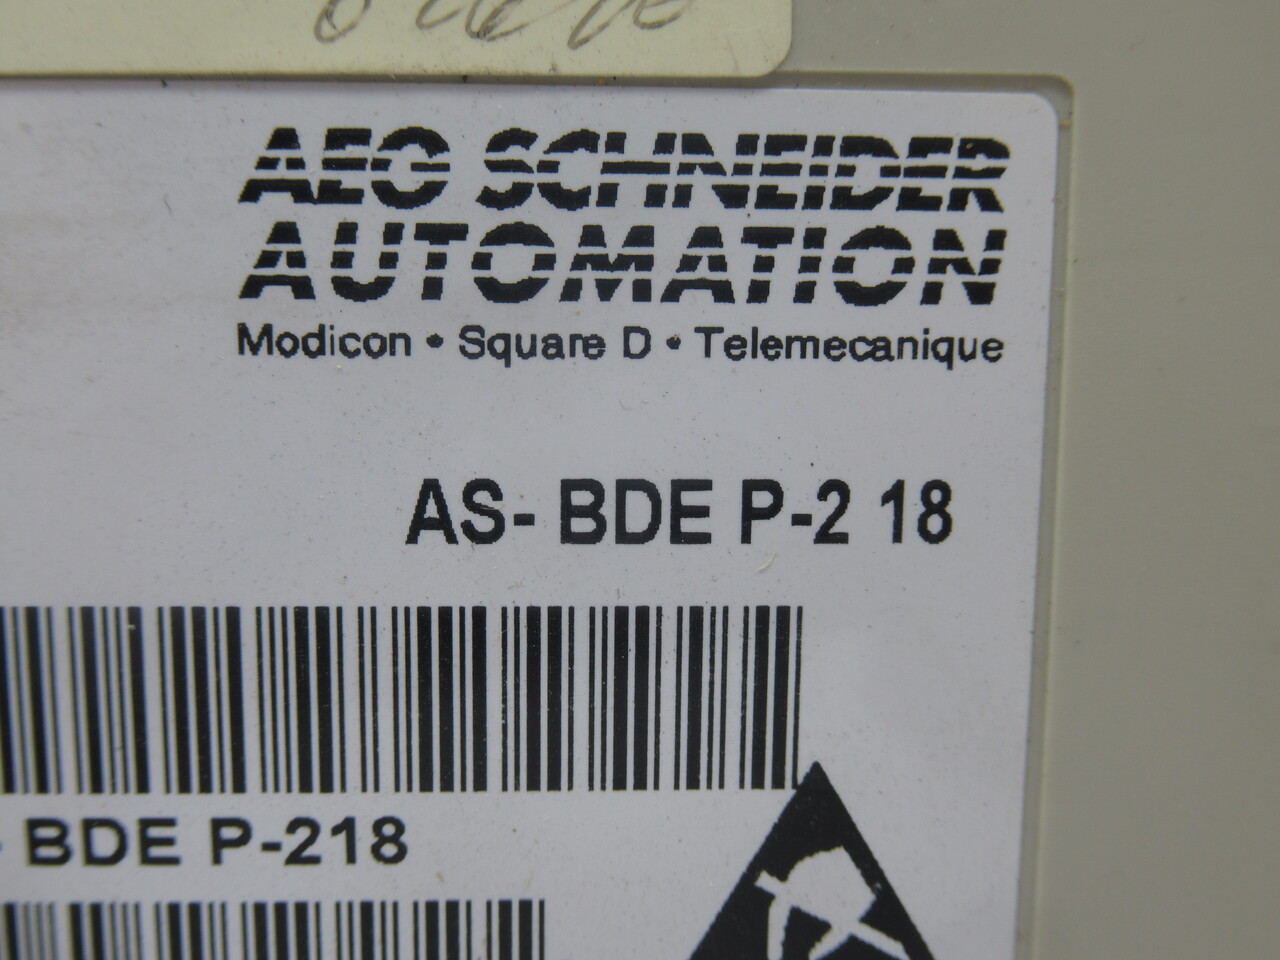 AEG SCHNEIDER
AUTOMATION
Modicon • Square D • Telemecanique
AS- BDE P-2 18
- BDE P-218